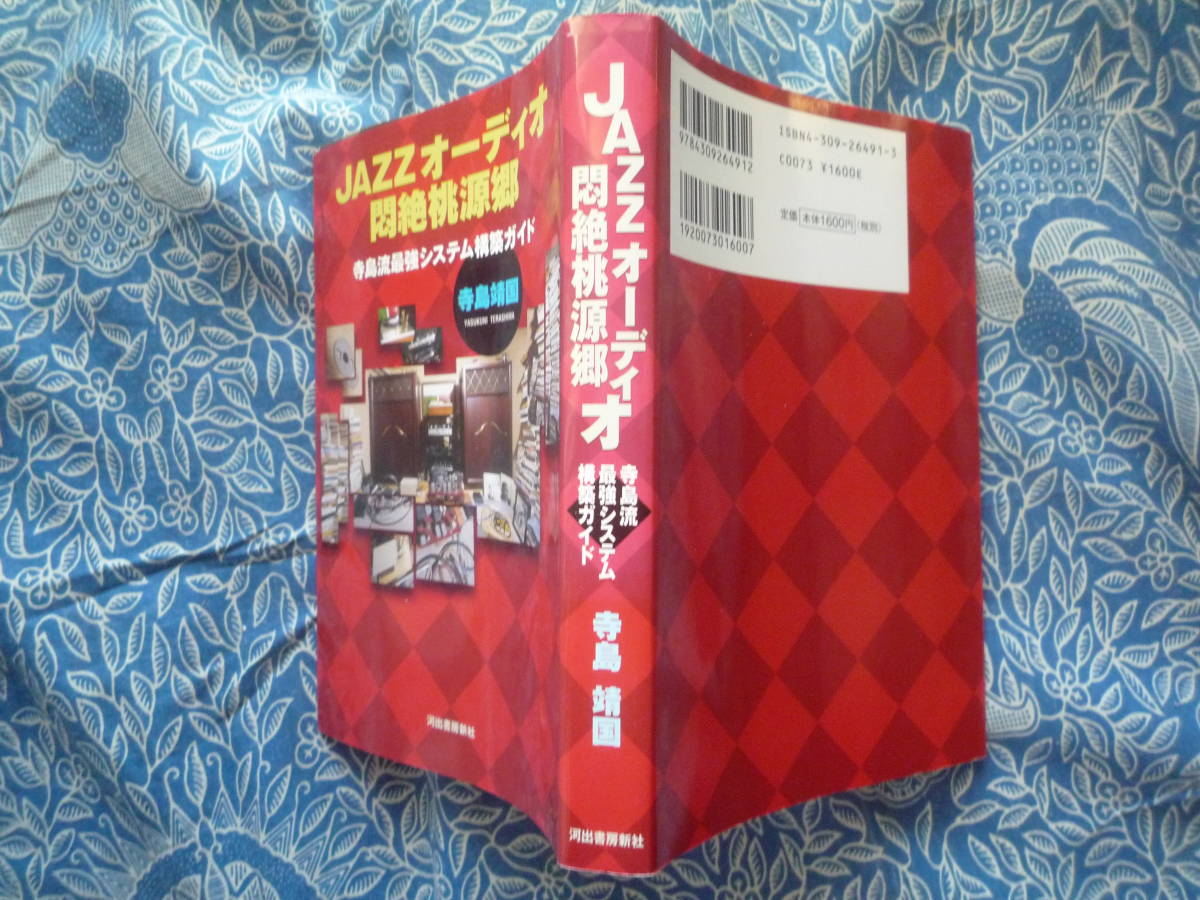 JAZZオーディオ
悶絶桃源郷
寺島流最強システム構築ガイド
寺島靖国
YASUKUNI TERASHIMA
河出書房新社
JAZZオーディオ
悶絶桃源郷
寺島流
最強システム
構築ガイド
寺島 靖国
河出書房新社
9784309264912
1920073016007
ISBN4-309-26491-3
C0073 ¥1600E
定価 本体1600円(税別)